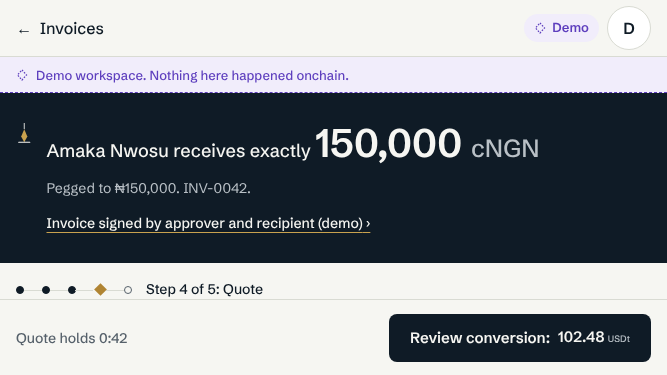 ← Invoices
Demo
D
Demo workspace. Nothing here happened onchain.
Amaka Nwosu receives exactly 150,000 cNGN
Pegged to ₦150,000. INV-0042.
Invoice signed by approver and recipient (demo) ›
Step 4 of 5: Quote
Quote holds 0:42
Review conversion: 102.48 USDt